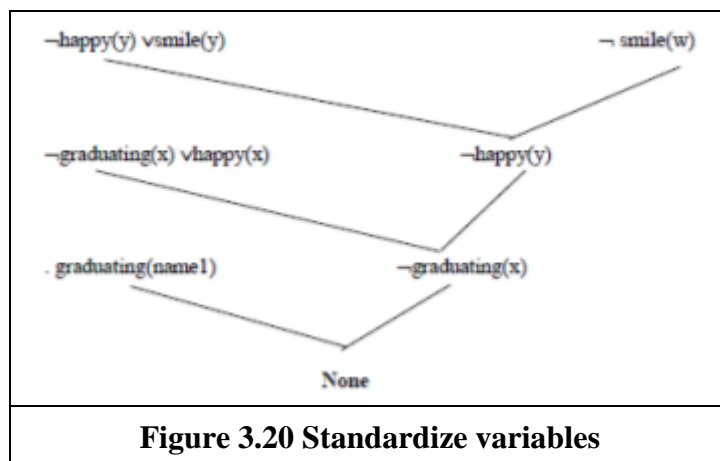 ¬happy(y) ∨smile(y) ¬ smile(w)
¬graduating(x) ∨happy(x) ¬happy(y)
. graduating(name1) ¬graduating(x)
None
Figure 3.20 Standardize variables